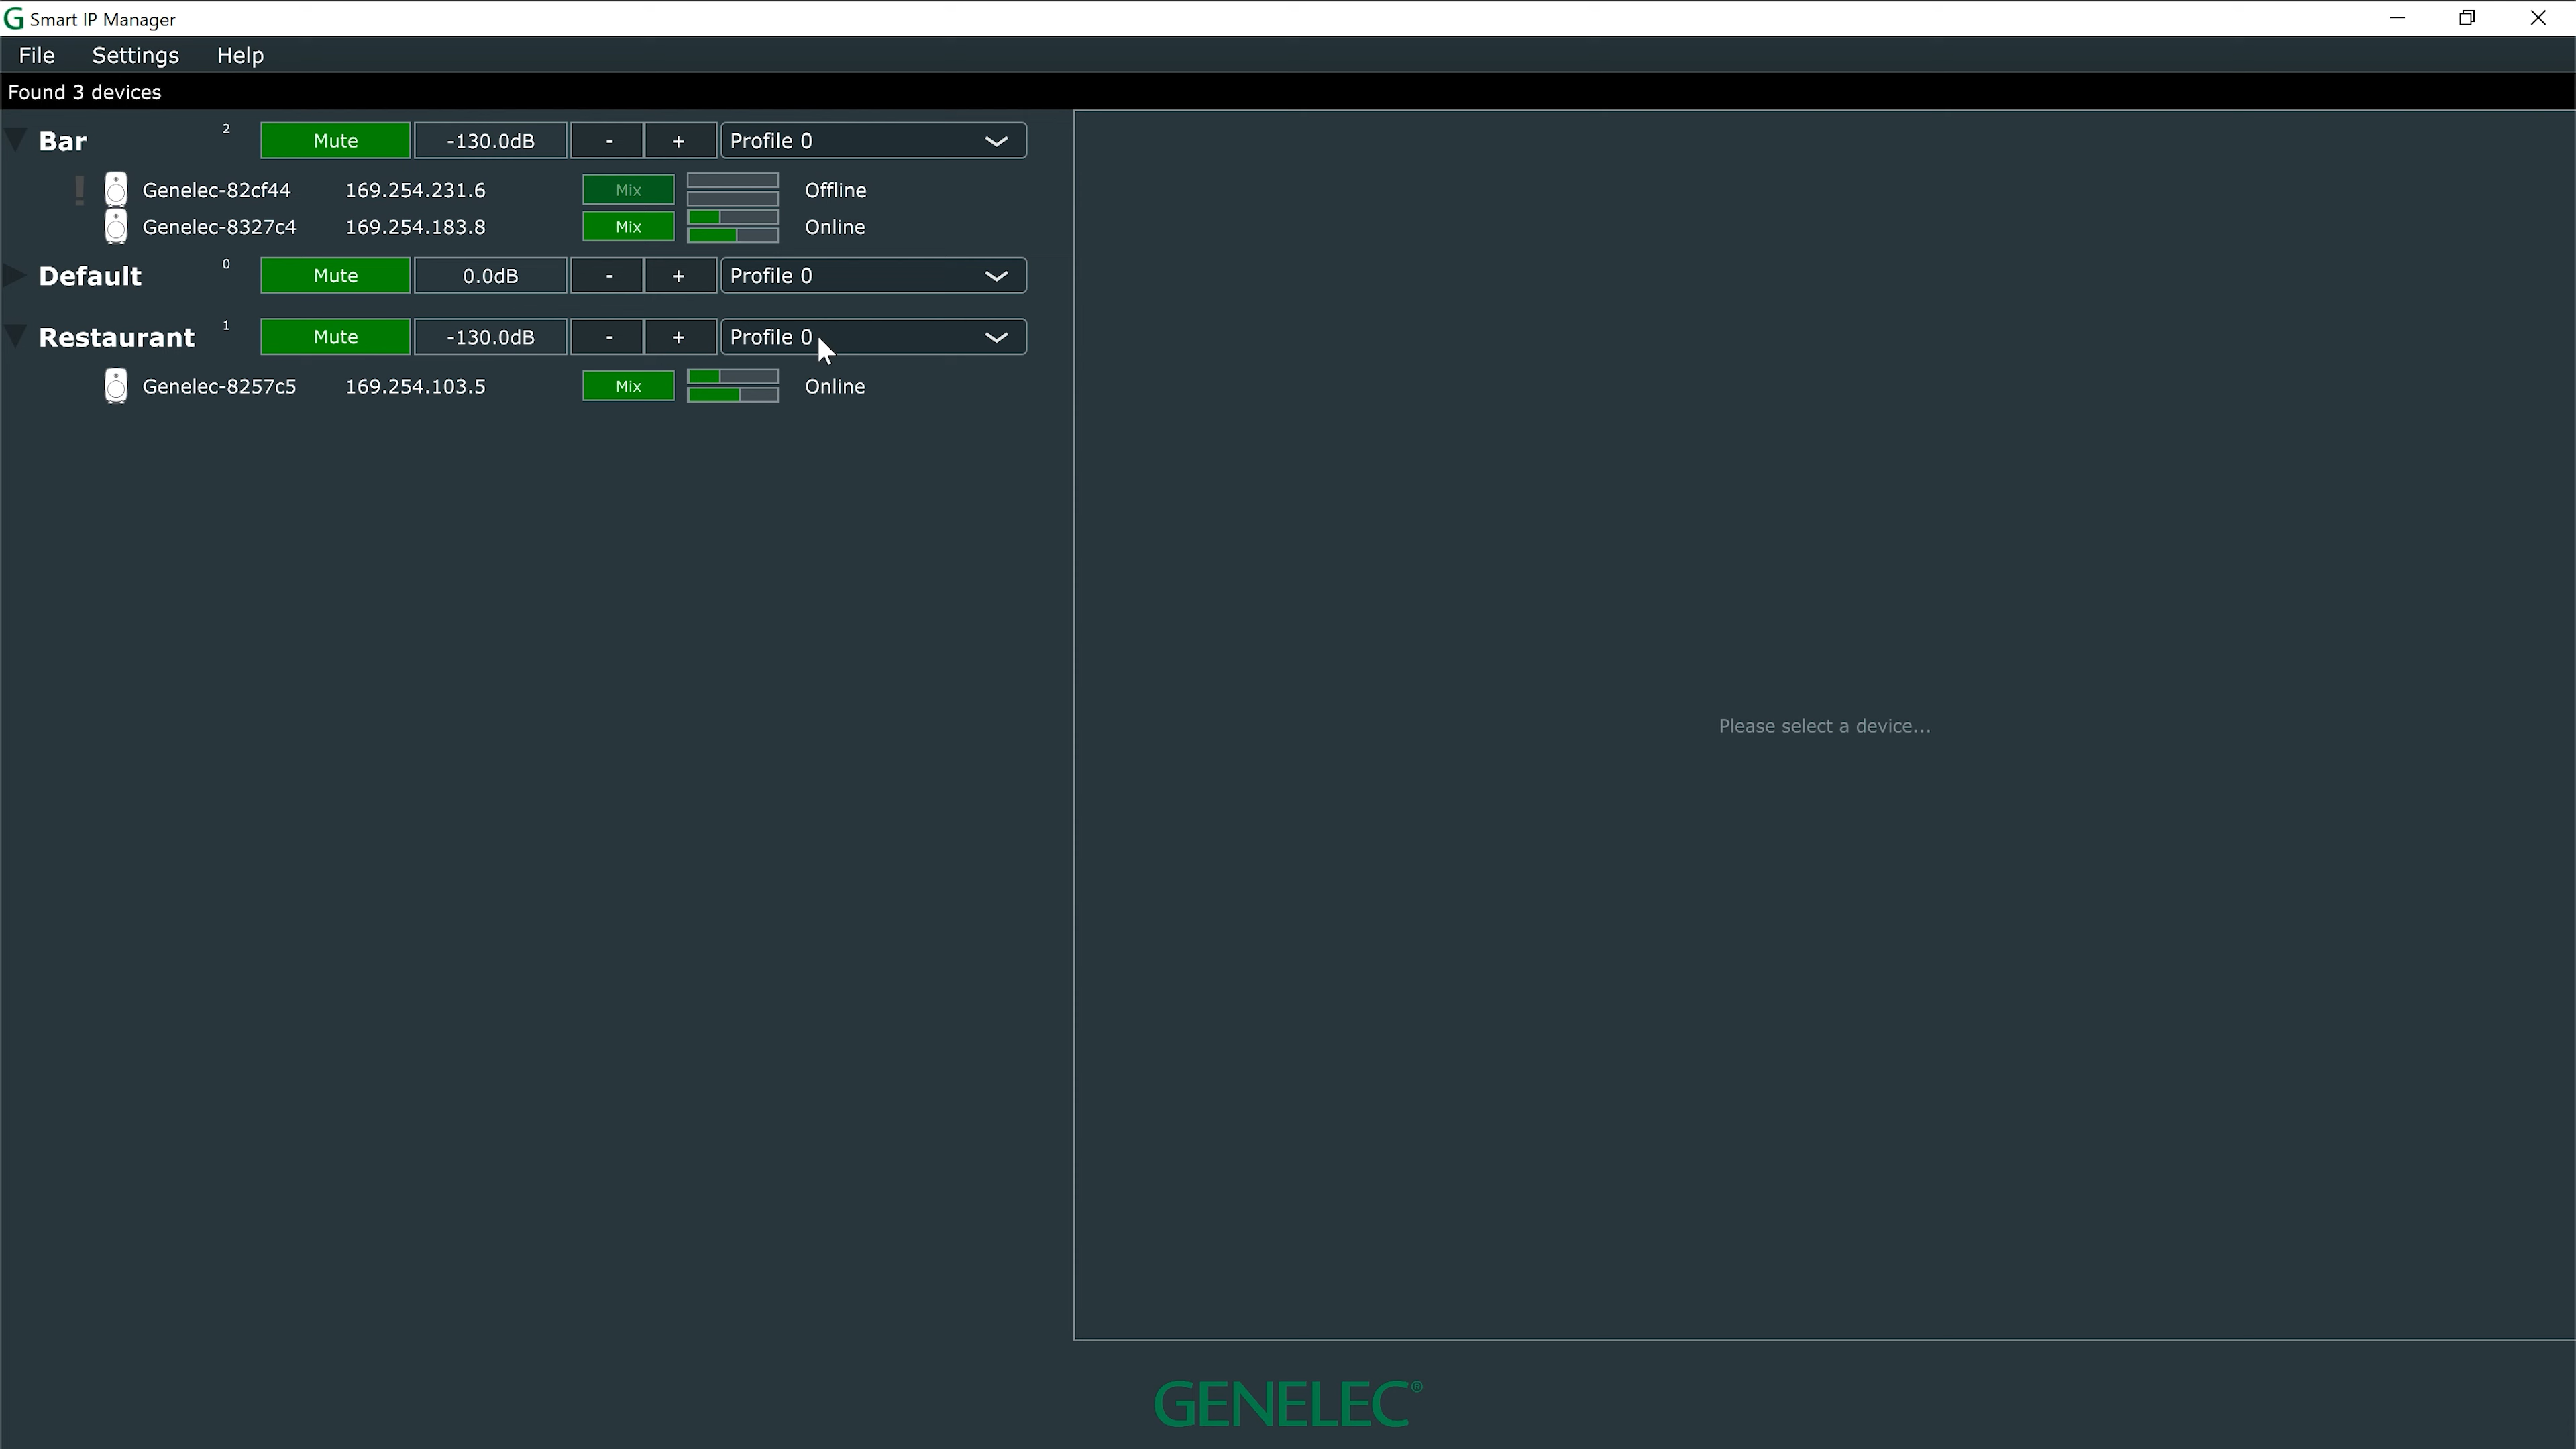 G Smart IP Manager
File Settings Help
Found 3 devices
Bar 2 Mute -130.0dB - + Profile 0
! Genelec-82cf44 169.254.231.6 Mix Offline
Genelec-8327c4 169.254.183.8 Mix Online
Default 0 Mute 0.0dB - + Profile 0
Restaurant 1 Mute -130.0dB - + Profile 0
Genelec-8257c5 169.254.103.5 Mix Online
Please select a device...
GENELEC®